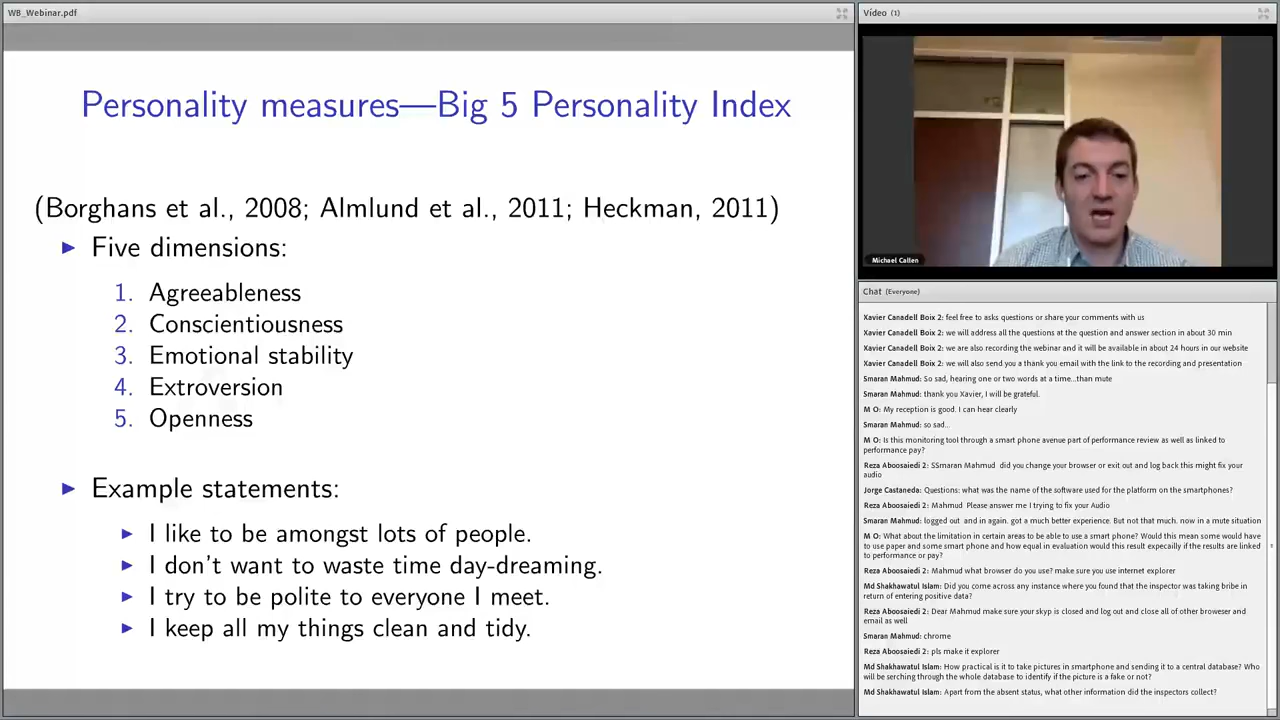 WB_Webinar.pdf
Personality measures—Big 5 Personality Index
(Borghans et al., 2008; Almlund et al., 2011; Heckman, 2011)
Five dimensions:
1. Agreeableness
2. Conscientiousness
3. Emotional stability
4. Extroversion
5. Openness
Example statements:
I like to be amongst lots of people.
I don't want to waste time day-dreaming.
I try to be polite to everyone I meet.
I keep all my things clean and tidy.
Vídeo (1)
Michael Callen
Chat (Everyone)
Xavier Canadell Boix 2: feel free to asks questions or share your comments with us
Xavier Canadell Boix 2: we will address all the questions at the question and answer section in about 30 min
Xavier Canadell Boix 2: we are also recording the webinar and it will be available in about 24 hours in our website
Xavier Canadell Boix 2: we will also send you a thank you email with the link to the recording and presentation
Smaran Mahmud: So sad, hearing one or two words at a time...than mute
Smaran Mahmud: thank you Xavier, I will be grateful.
M O: My reception is good. I can hear clearly
Smaran Mahmud: so sad...
M O: Is this monitoring tool through a smart phone avenue part of performance review as well as linked to
performance pay?
Reza Aboosaiedi 2: SSmaran Mahmud did you change your browser or exit out and log back this might fix your
audio
Jorge Castaneda: Questions: what was the name of the software used for the platform on the smartphones?
Reza Aboosaiedi 2: Mahmud Please answer me I trying to fix your Audio
Smaran Mahmud: logged out and in again. got a much better experience. But not that much. now in a mute situation
M O: What about the limitation in certain areas to be able to use a smart phone? Would this mean some would have
to use paper and some smart phone and how equal in evaluation would this result expecailly if the results are linked
to performance or pay?
Reza Aboosaiedi 2: Mahmud what browser do you use? make sure you use internet explorer
Md Shakhawatul Islam: Did you come across any instance where you found that the inspector was taking bribe in
return of entering positive data?
Reza Aboosaiedi 2: Dear Mahmud make sure your skyp is closed and log out and close all of other broweser and
email as well
Smaran Mahmud: chrome
Reza Aboosaiedi 2: pls make it explorer
Md Shakhawatul Islam: How practical is it to take pictures in smartphone and sending it to a central database? Who
will be serching through the whole database to identify if the picture is a fake or not?
Md Shakhawatul Islam: Apart from the absent status, what other information did the inspectors collect?